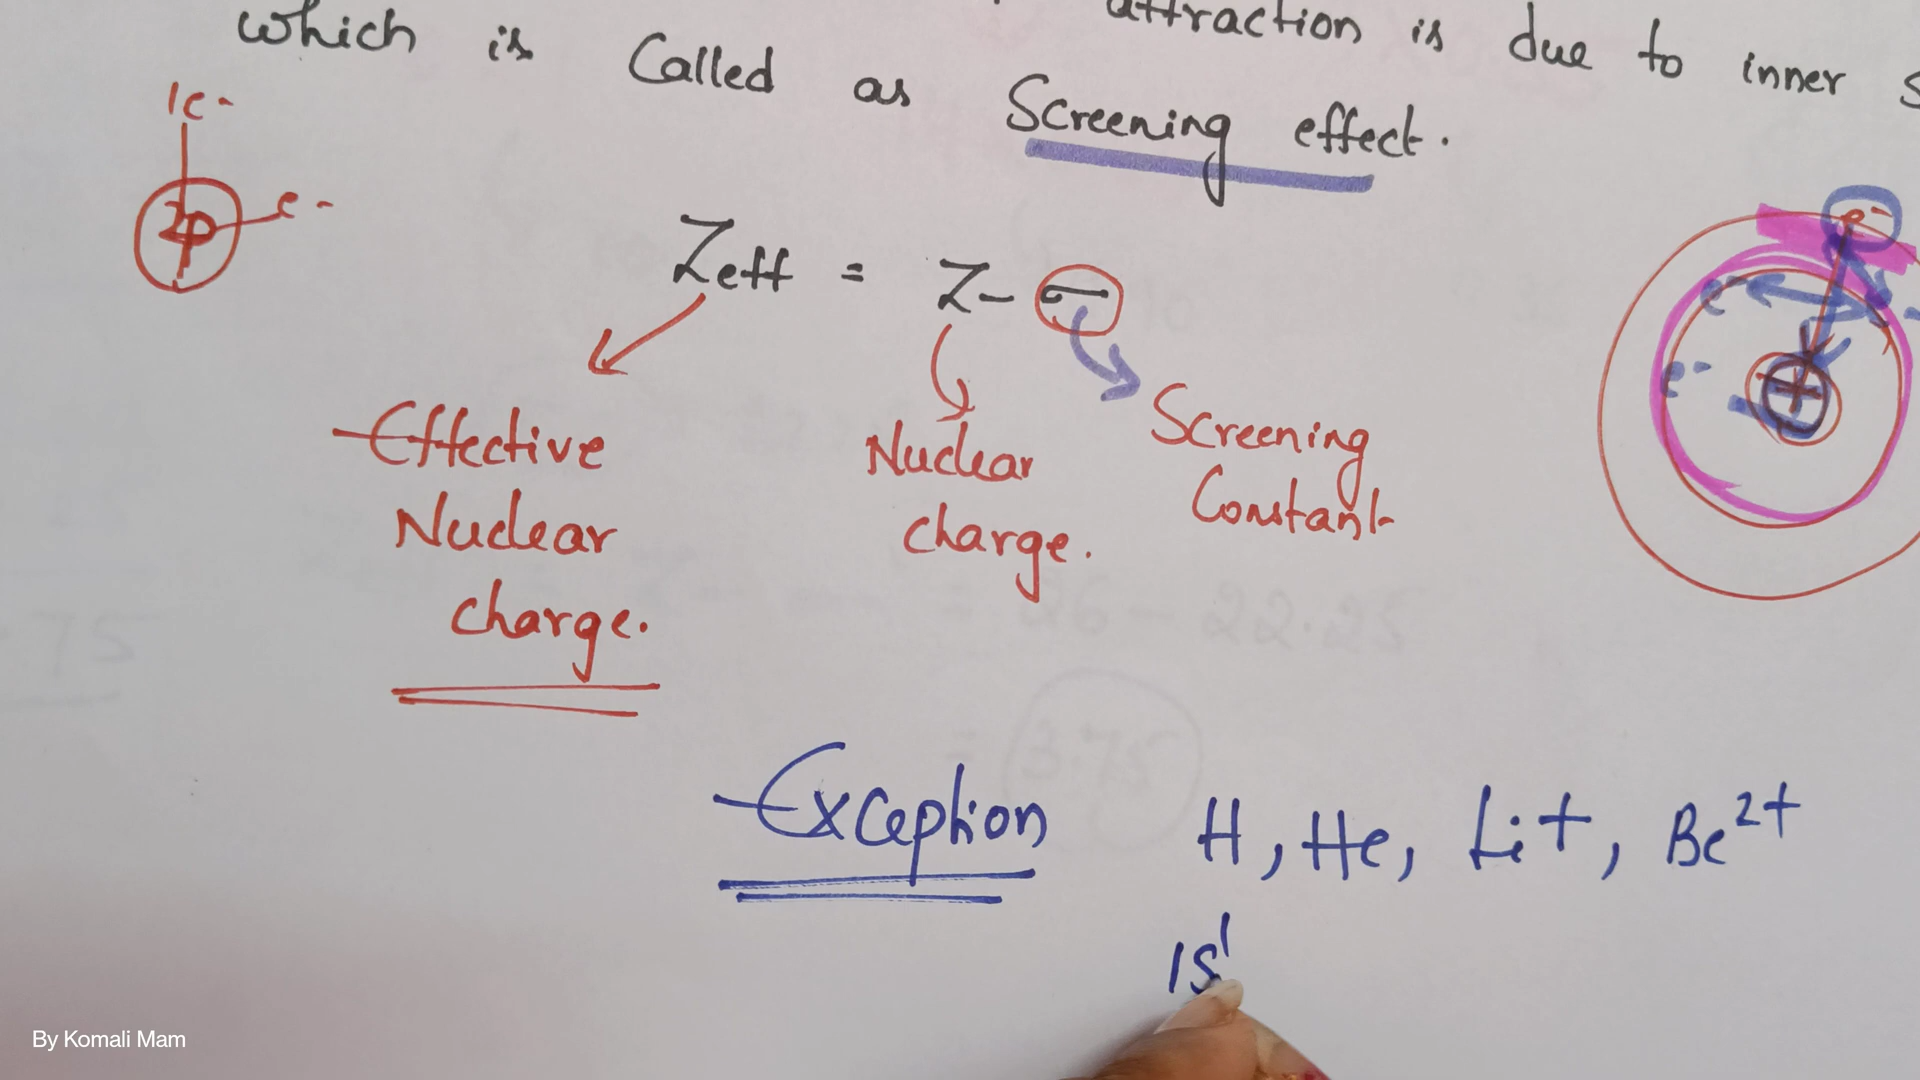 attraction is due to inner
which is Called as Screening effect.
1e-
2p e-
Zeff = Z - σ
Effective Nuclear charge.
Nuclear charge.
Screening Constant
e-
e-
e-
+
Exception H, He, Li+, Be2+
1s1
By Komali Mam